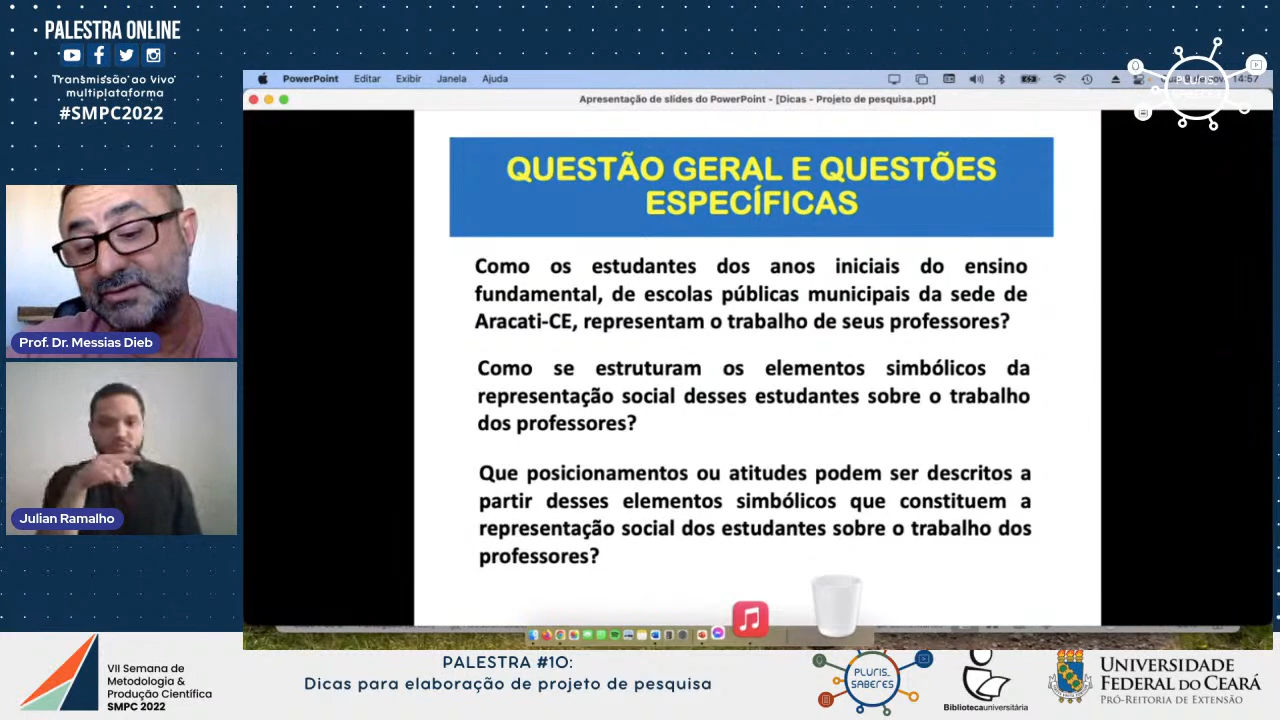 PALESTRA ONLINE
Transmissão ao vivo
multiplataforma
#SMPC2022
PowerPoint Editar Exibir Janela Ajuda
14:57
PLURIS_
Apresentação de slides do PowerPoint - [Dicas - Projeto de pesquisa.ppt]
QUESTÃO GERAL E QUESTÕES
ESPECÍFICAS
Como os estudantes dos anos iniciais do ensino
fundamental, de escolas públicas municipais da sede de
Aracati-CE, representam o trabalho de seus professores?
Como se estruturam os elementos simbólicos da
representação social desses estudantes sobre o trabalho
dos professores?
Que posicionamentos ou atitudes podem ser descritos a
partir desses elementos simbólicos que constituem a
representação social dos estudantes sobre o trabalho dos
professores?
Prof. Dr. Messias Dieb
Julian Ramalho
VII Semana de
Metodologia &
Produção Científica
SMPC 2022
PALESTRA #10:
Dicas para elaboração de projeto de pesquisa
PLURIS_
SABERES
Bibliotecauniversitária
UNIVERSIDADE
FEDERAL DO CEARÁ
PRÓ-REITORIA DE EXTENSÃO